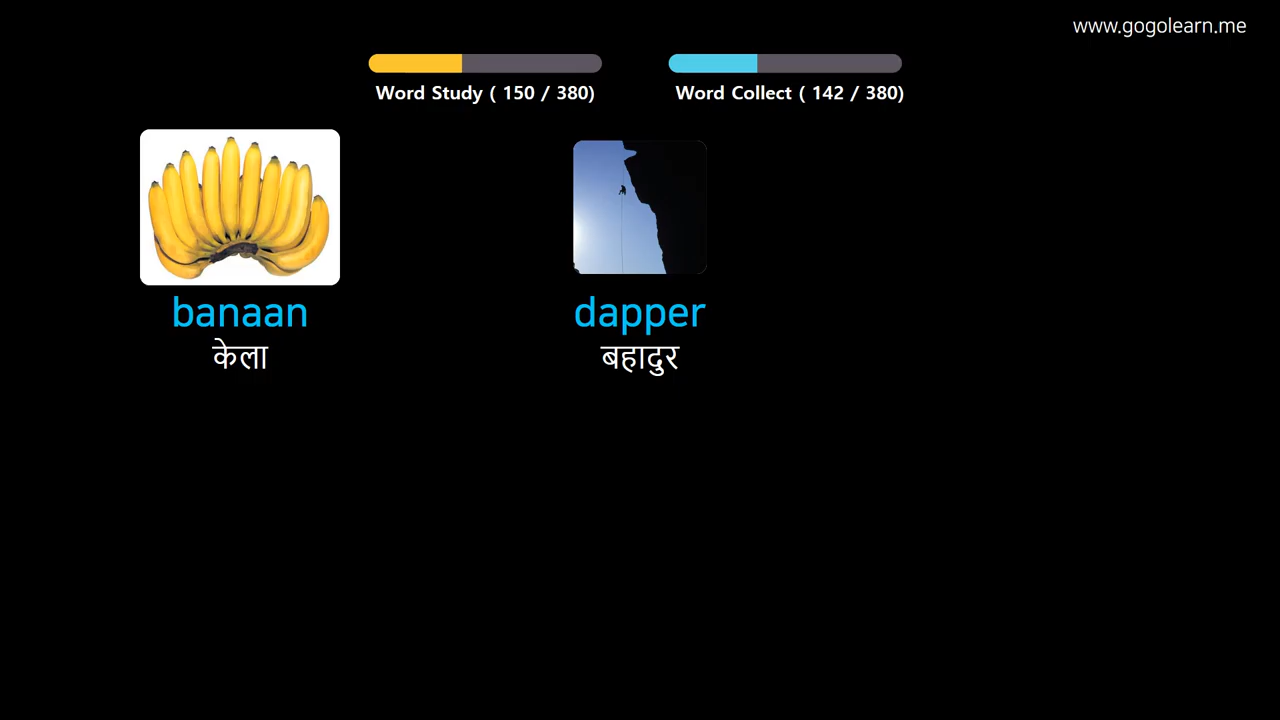 www.gogolearn.me
Word Study ( 150 / 380)
Word Collect ( 142 / 380)
banaan
केला
dapper
बहादुर